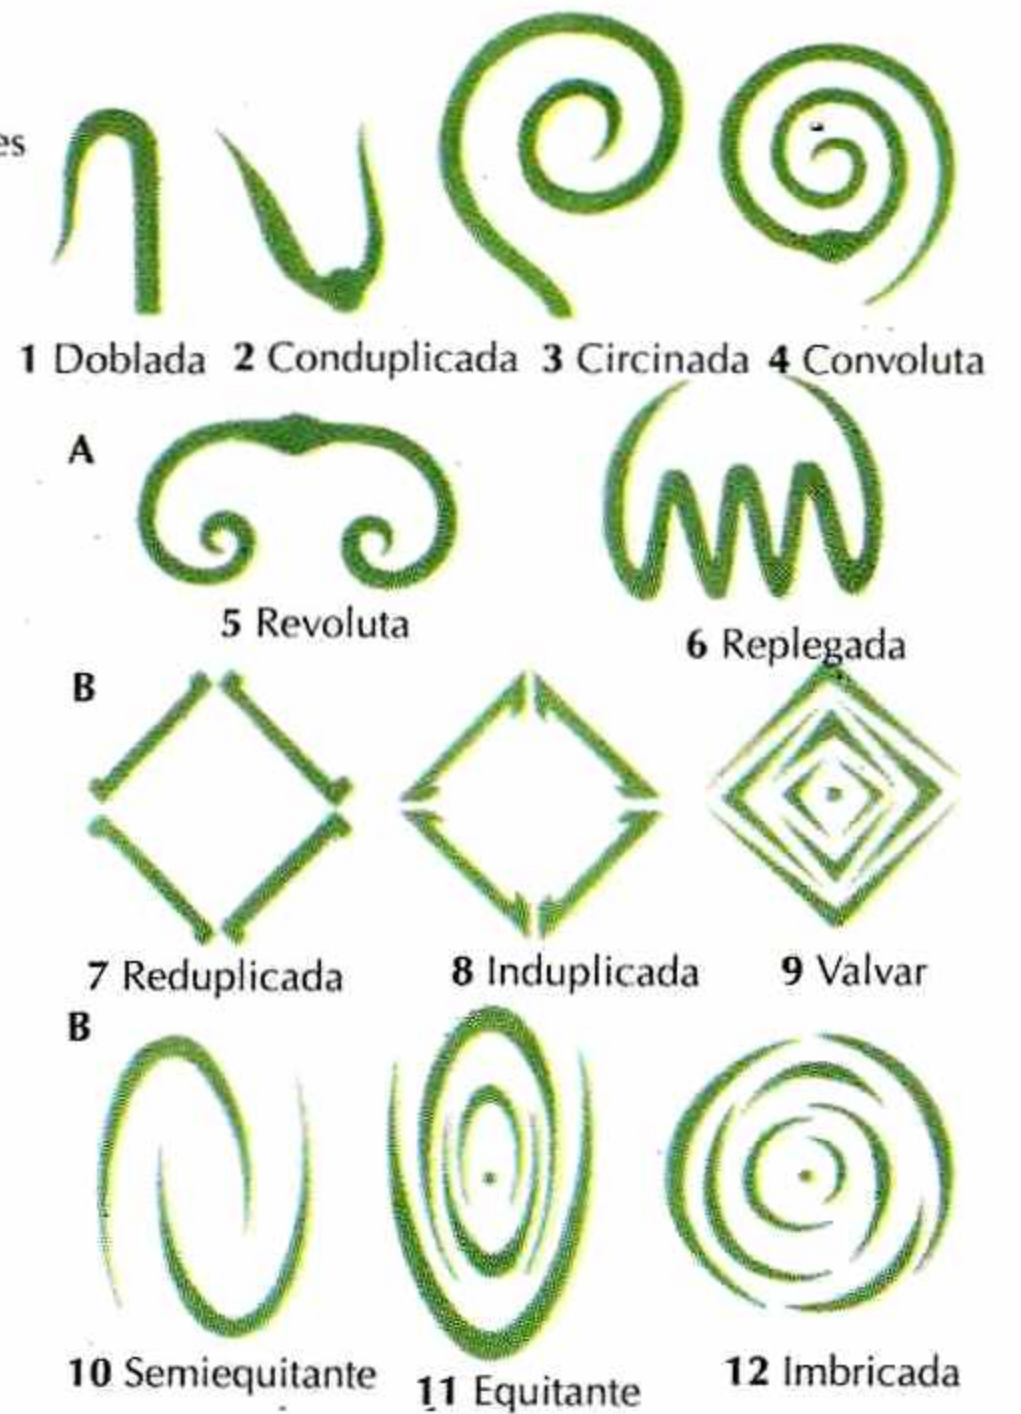 es
1 Doblada 2 Conduplicada 3 Circinada 4 Convoluta
A
5 Revoluta
6 Replegada
B
7 Reduplicada 8 Induplicada 9 Valvar
B
10 Semiequitante 11 Equitante 12 Imbricada